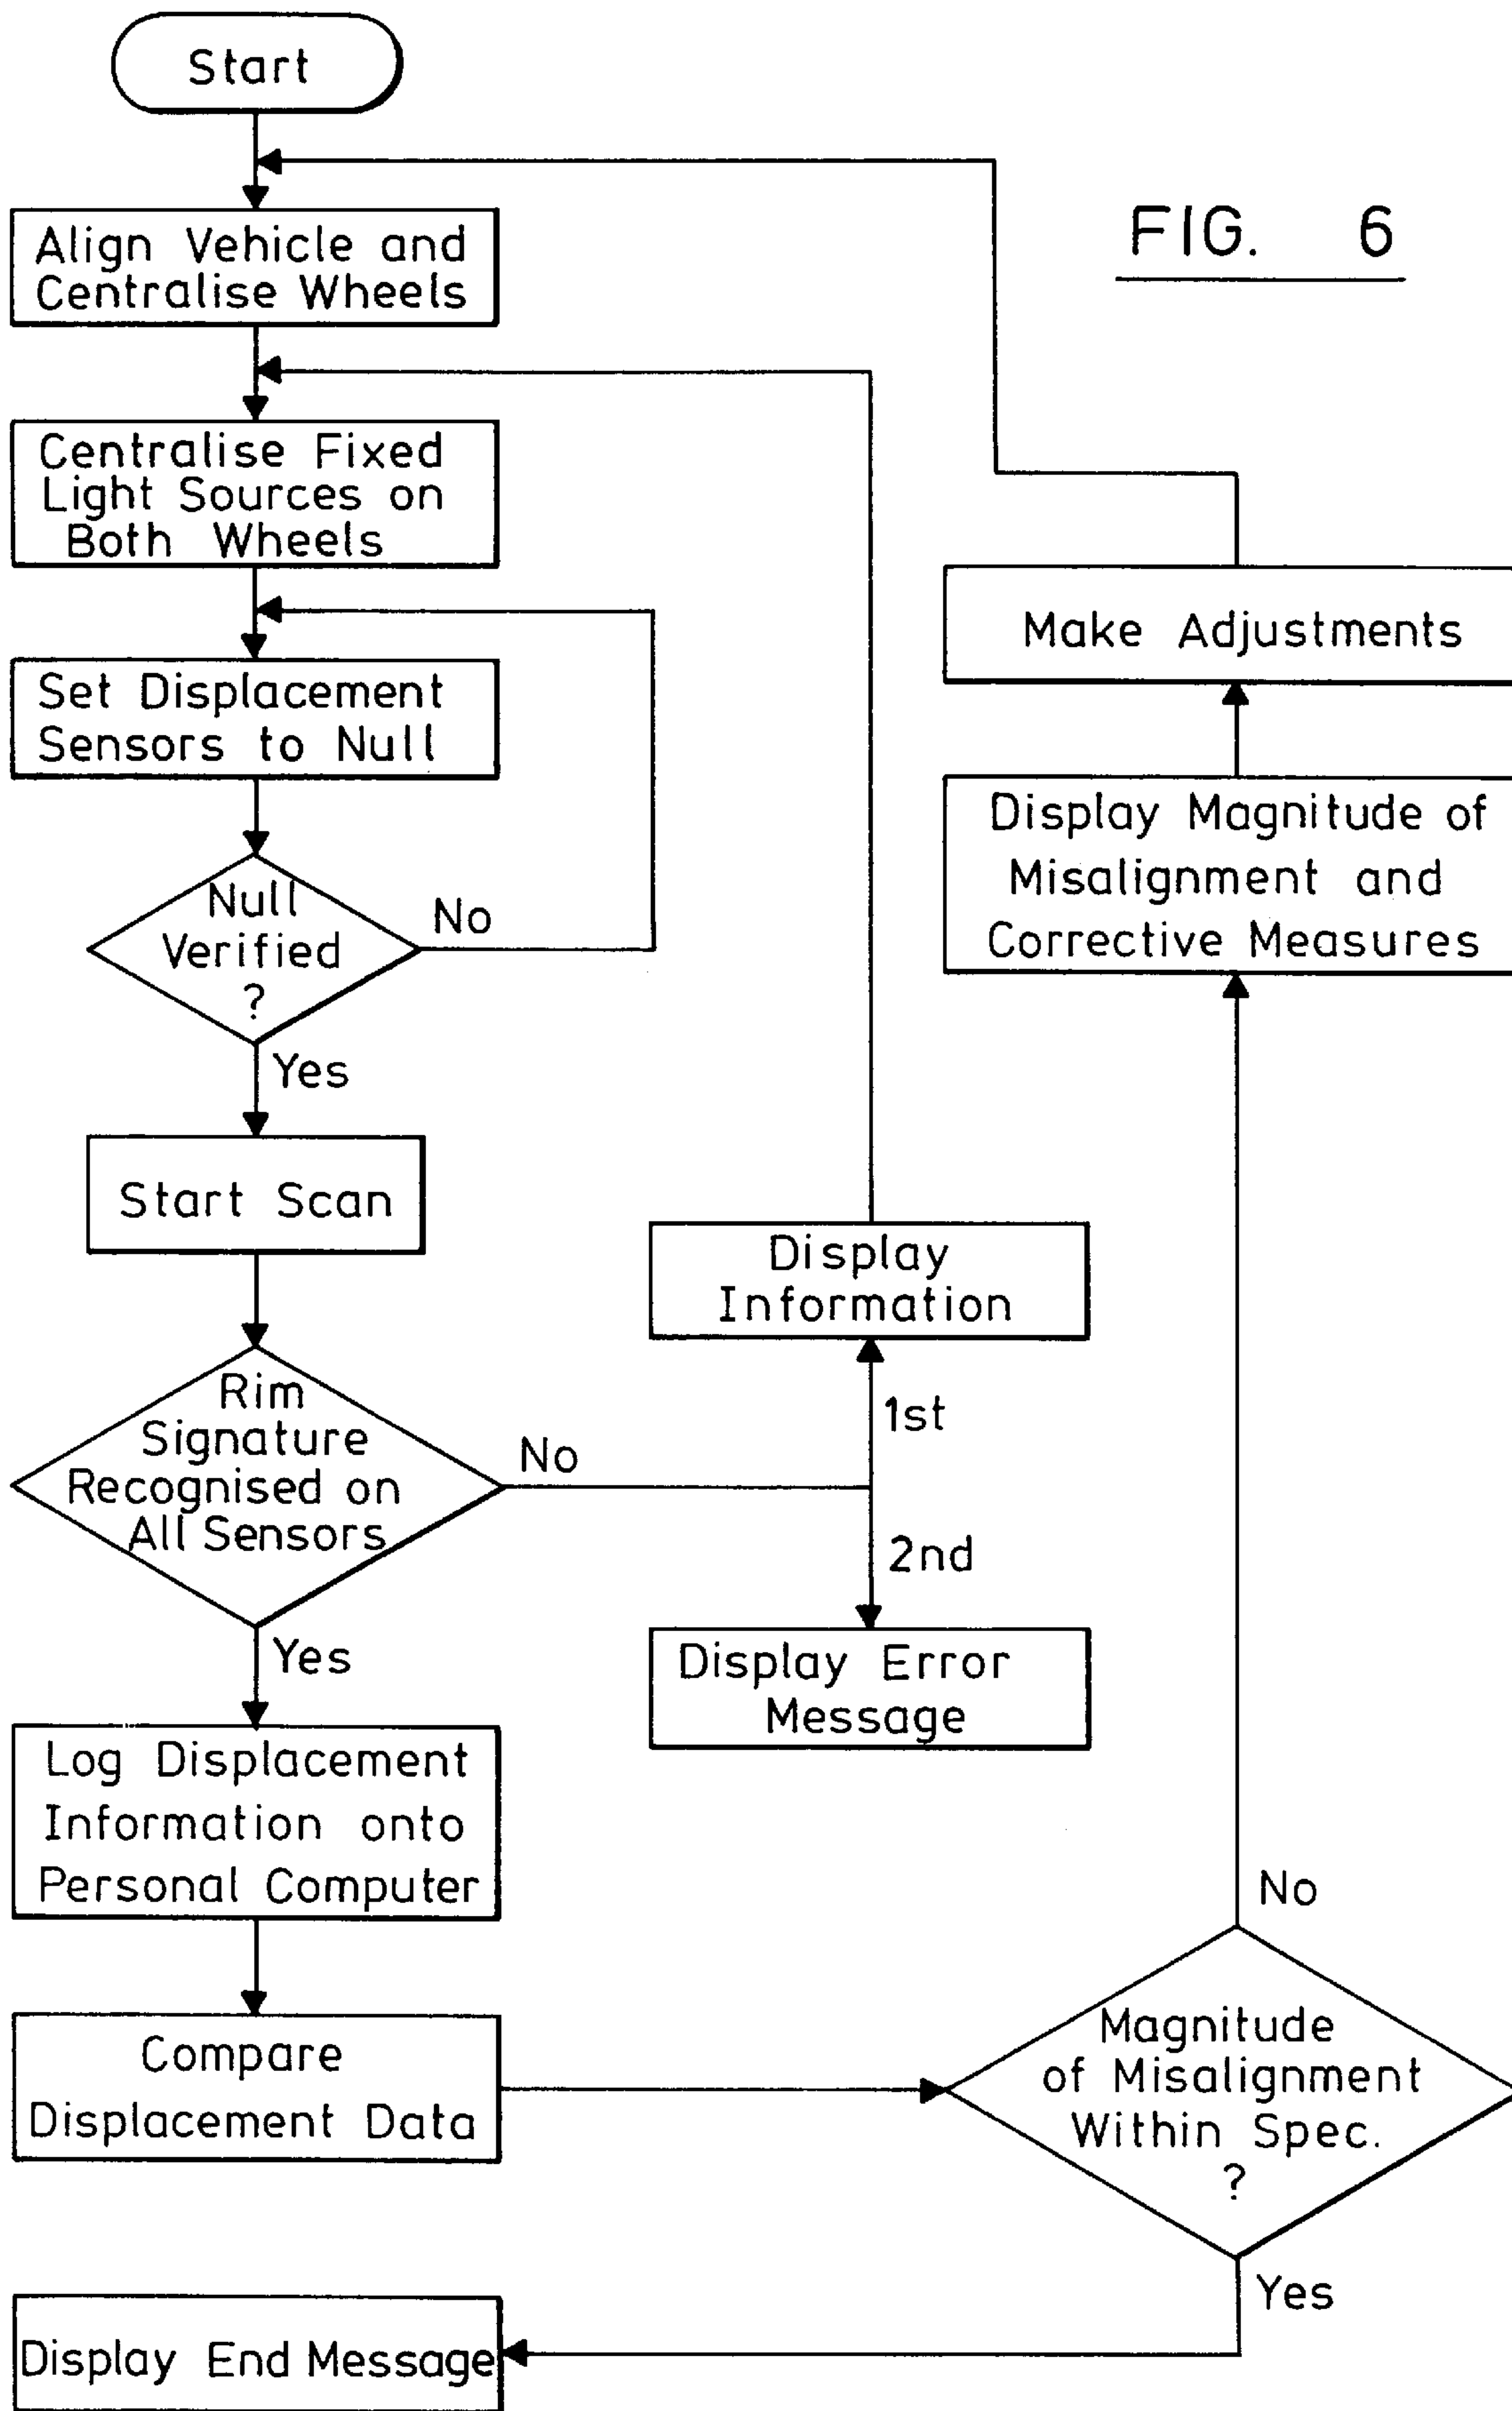 Start
FIG. 6
Align Vehicle and
Centralise Wheels
Centralise Fixed
Light Sources on
Both Wheels
Set Displacement
Sensors to Null
Null
Verified
?
No
Yes
Start Scan
Rim
Signature
Recognised on
All Sensors
No
Yes
1st
Display
Information
2nd
Display Error
Message
Log Displacement
Information onto
Personal Computer
Compare
Displacement Data
Magnitude
of Misalignment
Within Spec.
?
No
Display Magnitude of
Misalignment and
Corrective Measures
Make Adjustments
Yes
Display End Message